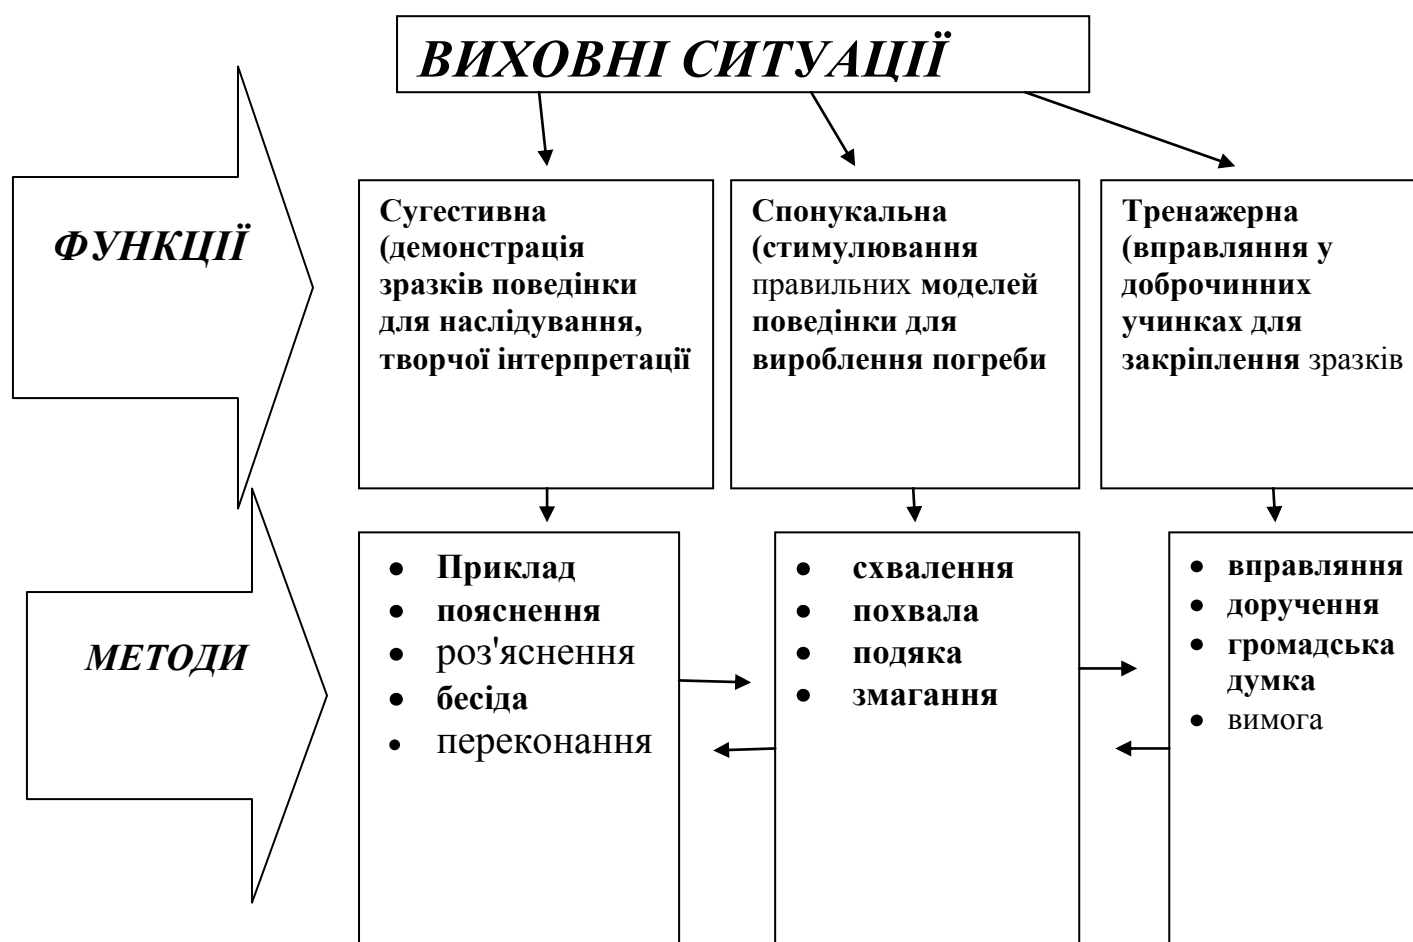 ВИХОВНІ СИТУАЦІЇ
ФУНКЦІЇ
Сугестивна
(демонстрація
зразків поведінки
для наслідування,
творчої інтерпретації
Спонукальна
(стимулювання
правильних моделей
поведінки для
вироблення погреби
Тренажерна
(вправляння у
доброчинних
учинках для
закріплення зразків
МЕТОДИ
• Приклад
• пояснення
• роз'яснення
• бесіда
• переконання
• схвалення
• похвала
• подяка
• змагання
• вправляння
• доручення
• громадська
думка
• вимога